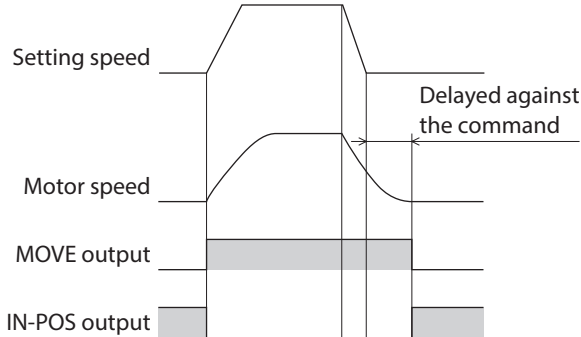 Setting speed
Delayed against
the command
Motor speed
MOVE output
IN-POS output